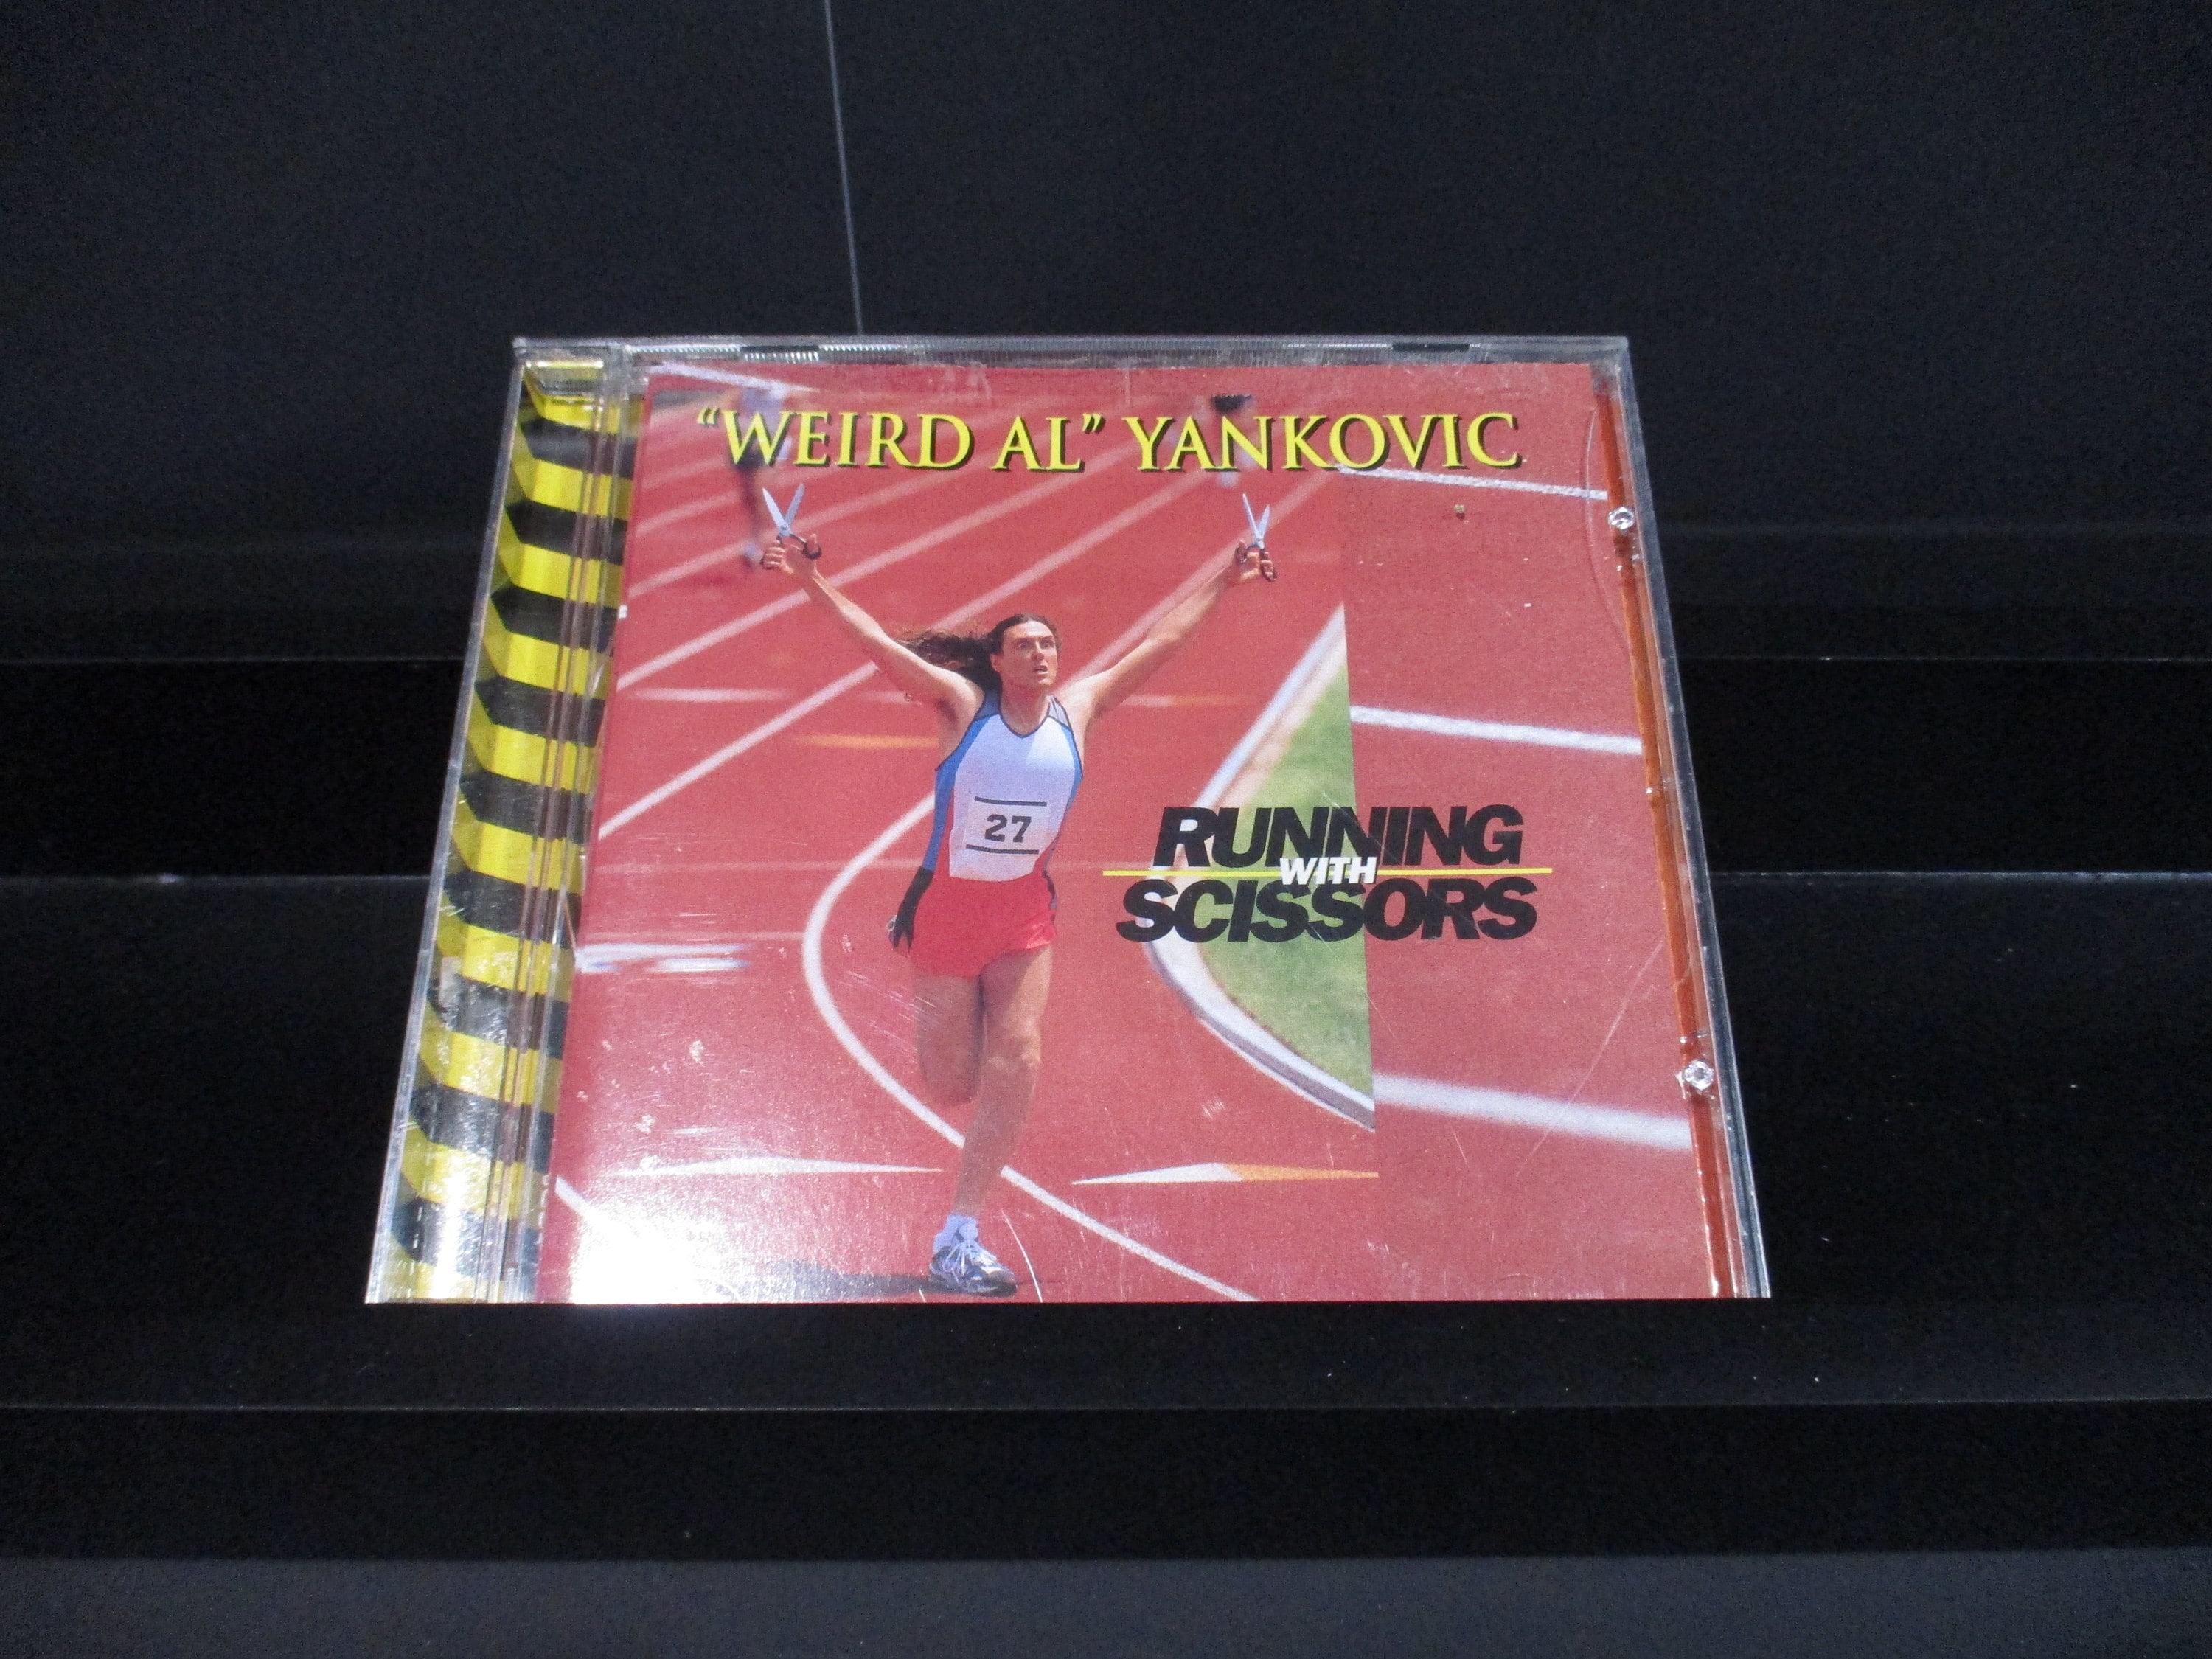 “WEIRD AL” YANKOVIC
27
RUNNING
WITH
SCISSORS